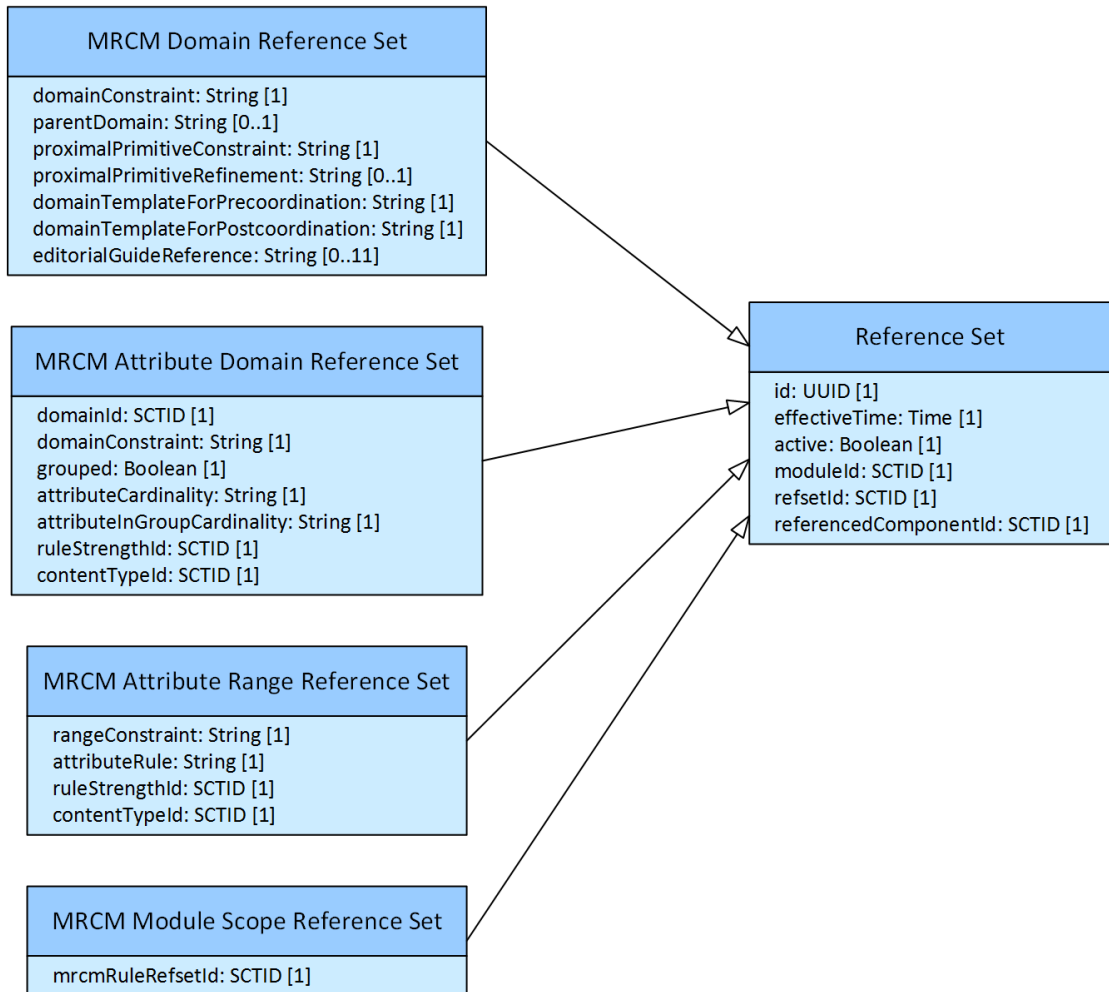 MRCM Domain Reference Set
domainConstraint: String [1]
parentDomain: String [0..1]
proximalPrimitiveConstraint: String [1]
proximalPrimitiveRefinement: String [0..1]
domainTemplateForPrecoordination: String [1]
domainTemplateForPostcoordination: String [1]
editorialGuideReference: String [0..11]
MRCM Attribute Domain Reference Set
domainId: SCTID [1]
domainConstraint: String [1]
grouped: Boolean [1]
attributeCardinality: String [1]
attributeInGroupCardinality: String [1]
ruleStrengthId: SCTID [1]
contentTypeId: SCTID [1]
MRCM Attribute Range Reference Set
rangeConstraint: String [1]
attributeRule: String [1]
ruleStrengthId: SCTID [1]
contentTypeId: SCTID [1]
MRCM Module Scope Reference Set
mrcmRuleRefsetId: SCTID [1]
Reference Set
id: UUID [1]
effectiveTime: Time [1]
active: Boolean [1]
moduleId: SCTID [1]
refsetId: SCTID [1]
referencedComponentId: SCTID [1]